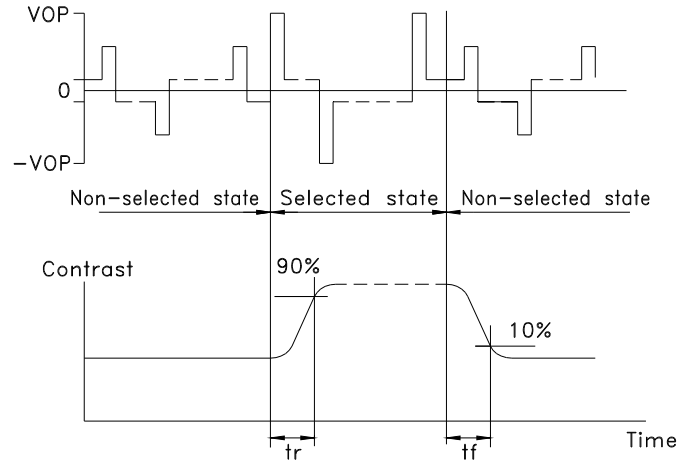 VOP
0
-VOP
Non-selected state
Selected state
Non-selected state
Contrast
90%
10%
Time
tr
tf